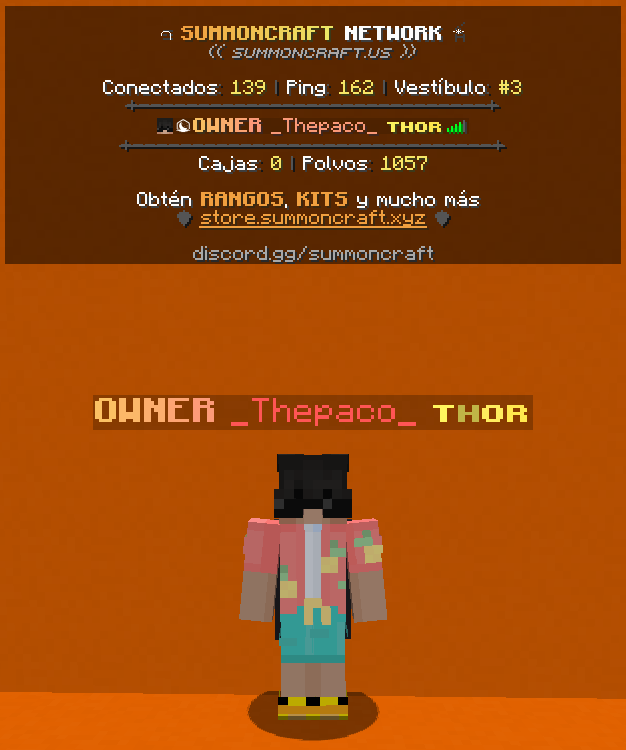 SUMMONCRAFT NETWORK
(( SUMMONCRAFT.US ))
Conectados: 139 | Ping: 162 | Vestíbulo: #3
OWNER _Thepaco_ THOR
Cajas: 0 | Polvos: 1057
Obtén RANGOS, KITS y mucho más
store.summoncraft.xyz
discord.gg/summoncraft
OWNER _Thepaco_ THOR